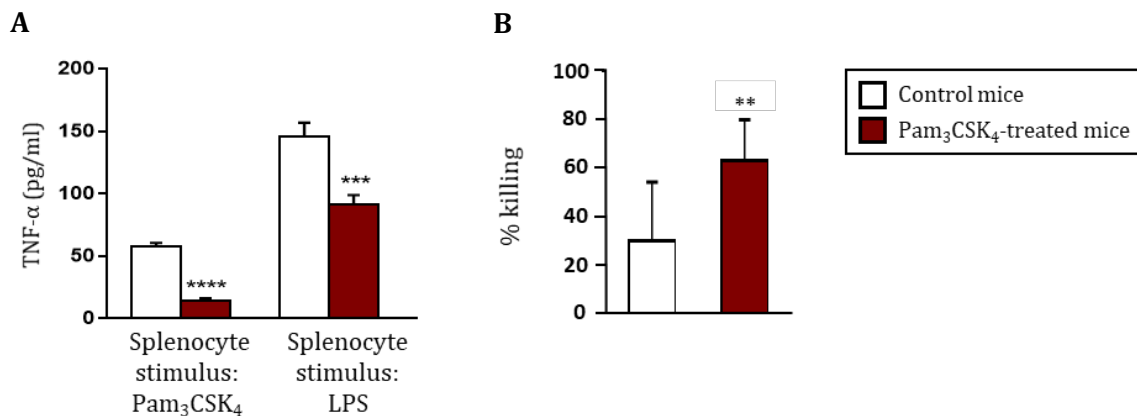 A
TNF-α (pg/ml)
200
150
100
50
0
****
***
Splenocyte
stimulus:
Pam₃CSK₄
Splenocyte
stimulus:
LPS
B
% killing
100
80
60
40
20
0
**
Control mice
Pam₃CSK₄-treated mice